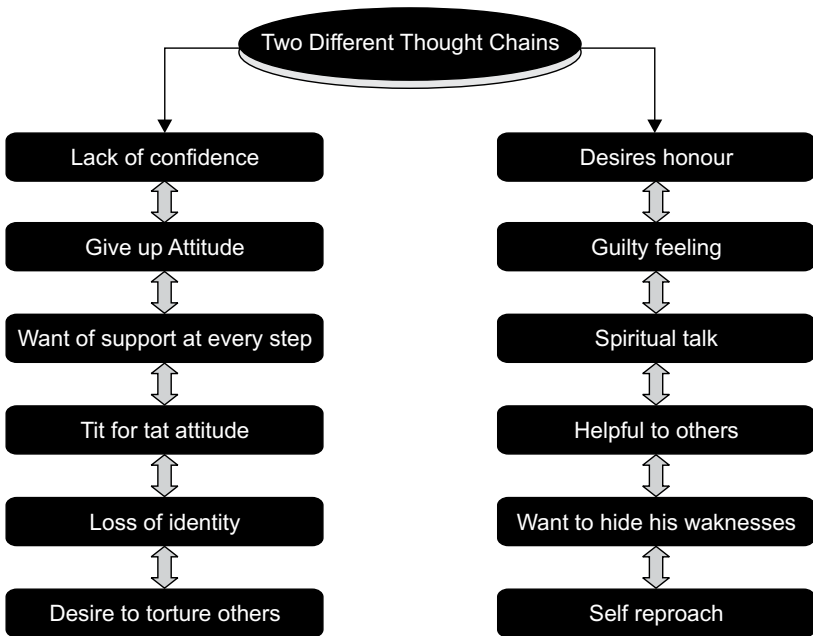 Two Different Thought Chains
Lack of confidence
Give up Attitude
Want of support at every step
Tit for tat attitude
Loss of identity
Desire to torture others
Desires honour
Guilty feeling
Spiritual talk
Helpful to others
Want to hide his waknesses
Self reproach